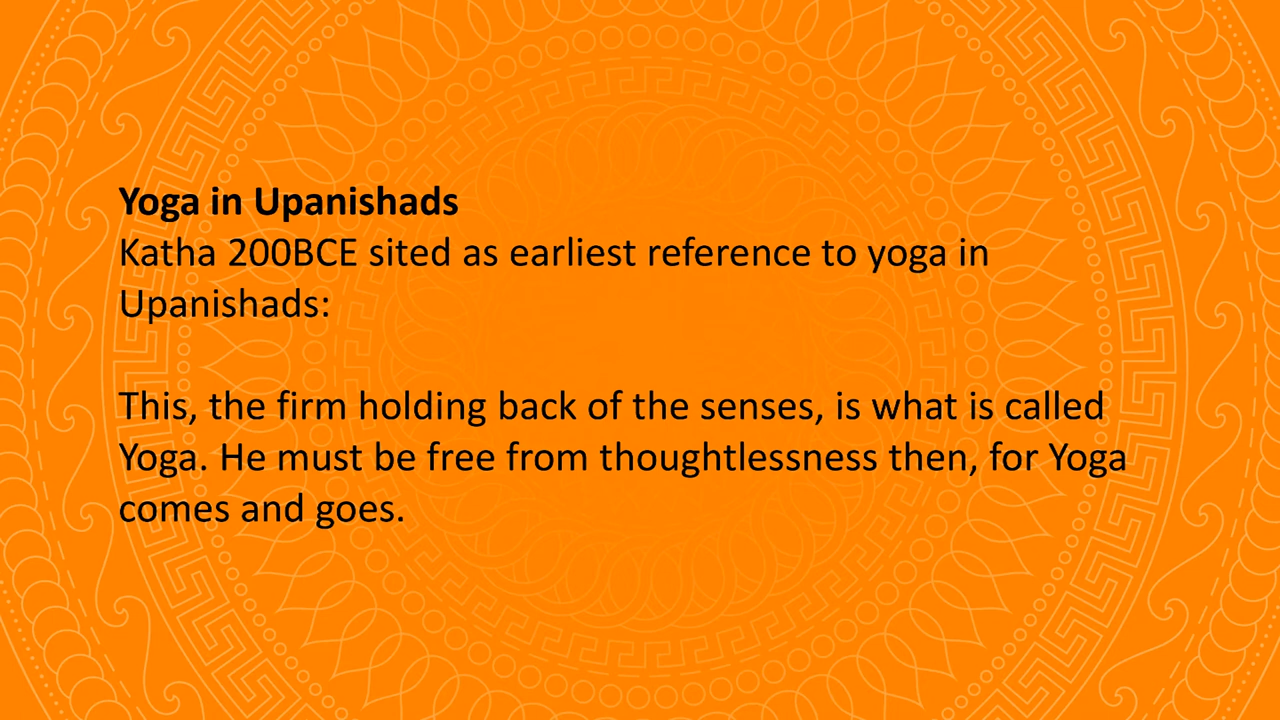 Yoga in Upanishads
Katha 200BCE sited as earliest reference to yoga in
Upanishads:
This, the firm holding back of the senses, is what is called
Yoga. He must be free from thoughtlessness then, for Yoga
comes and goes.